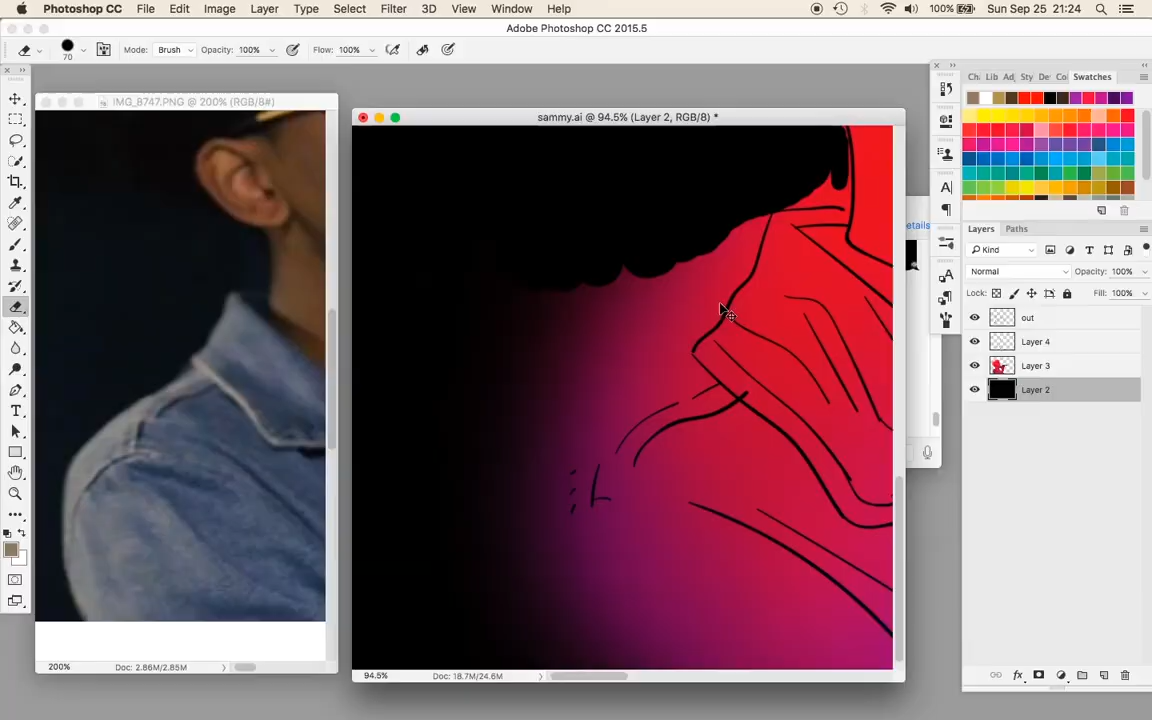 Photoshop CC File Edit Image Layer Type Select Filter 3D View Window Help 100% Sun Sep 25 21:24
Adobe Photoshop CC 2015.5
70 Mode: Brush Opacity: 100% Flow: 100%
IMG_8747.PNG @ 200% (RGB/8#)
sammy.ai @ 94.5% (Layer 2, RGB/8) *
Ch Lib Adj Sty De Co Swatches
etails
Layers Paths
Kind
Normal Opacity: 100%
Lock: Fill: 100%
out
Layer 4
Layer 3
Layer 2
200% Doc: 2.86M/2.85M
94.5% Doc: 18.7M/24.6M